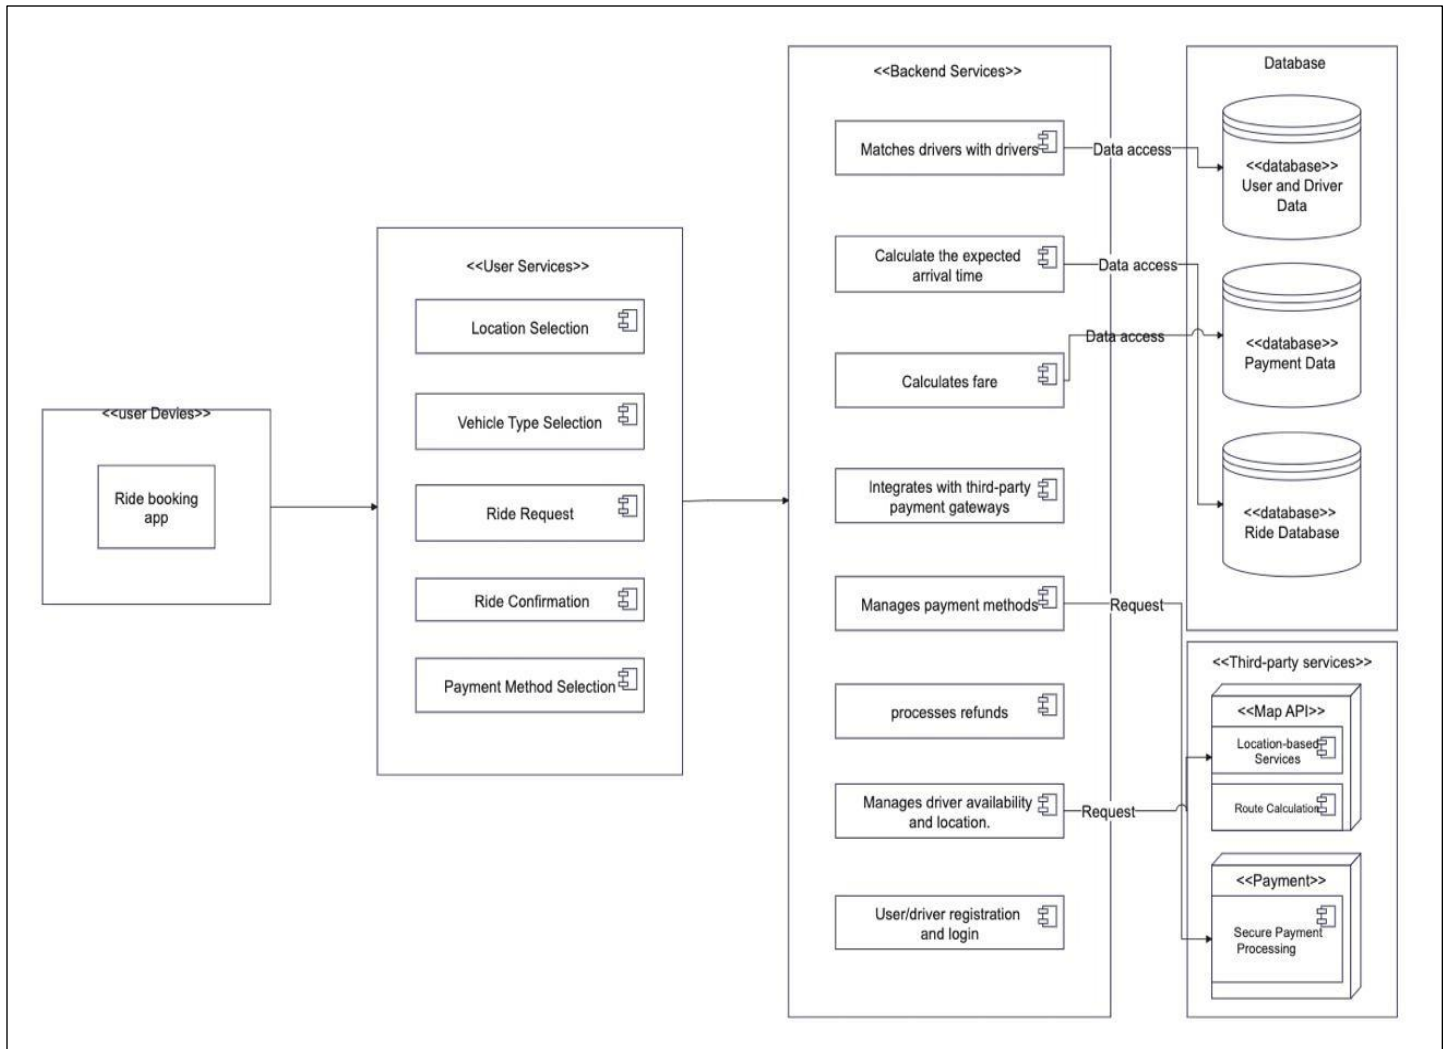 <<user Devies>>
Ride booking
app
<<User Services>>
Location Selection
Vehicle Type Selection
Ride Request
Ride Confirmation
Payment Method Selection
<<Backend Services>>
Matches drivers with drivers
Calculate the expected
arrival time
Calculates fare
Integrates with third-party
payment gateways
Manages payment methods
processes refunds
Manages driver availability
and location.
User/driver registration
and login
Data access
Data access
Data access
Request
Request
Database
<<database>>
User and Driver
Data
<<database>>
Payment Data
<<database>>
Ride Database
<<Third-party services>>
<<Map API>>
Location-based
Services
Route Calculation
<<Payment>>
Secure Payment
Processing